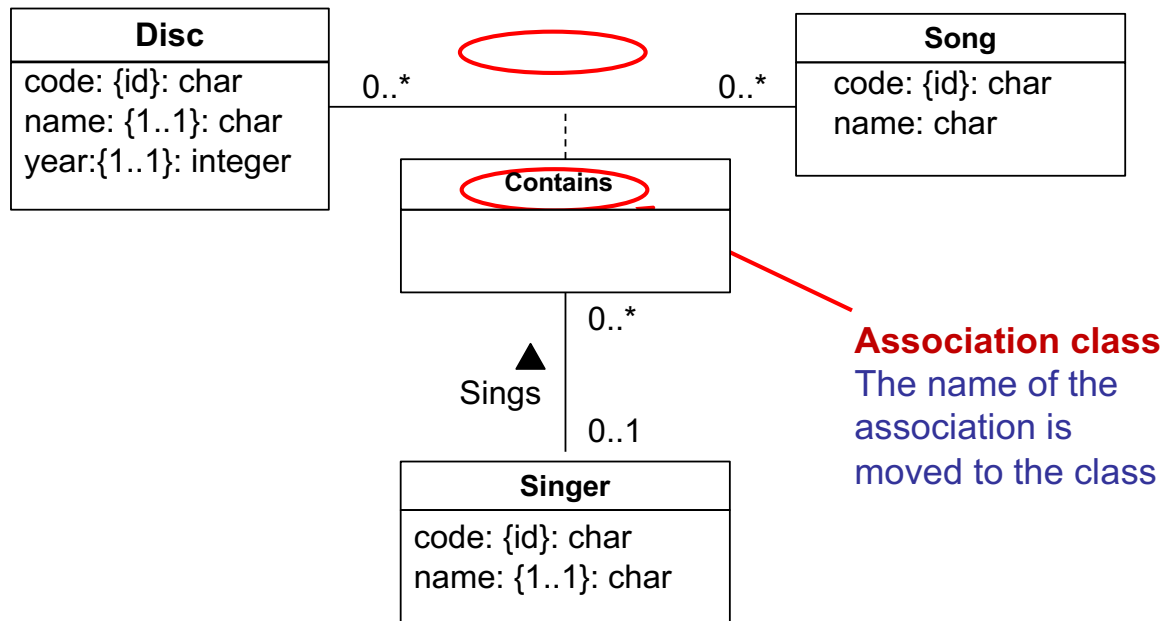 Disc
code: {id}: char
name: {1..1}: char
year:{1..1}: integer
0..*
0..*
Song
code: {id}: char
name: char
Contains
0..*
Sings
0..1
Association class
The name of the
association is
moved to the class
Singer
code: {id}: char
name: {1..1}: char